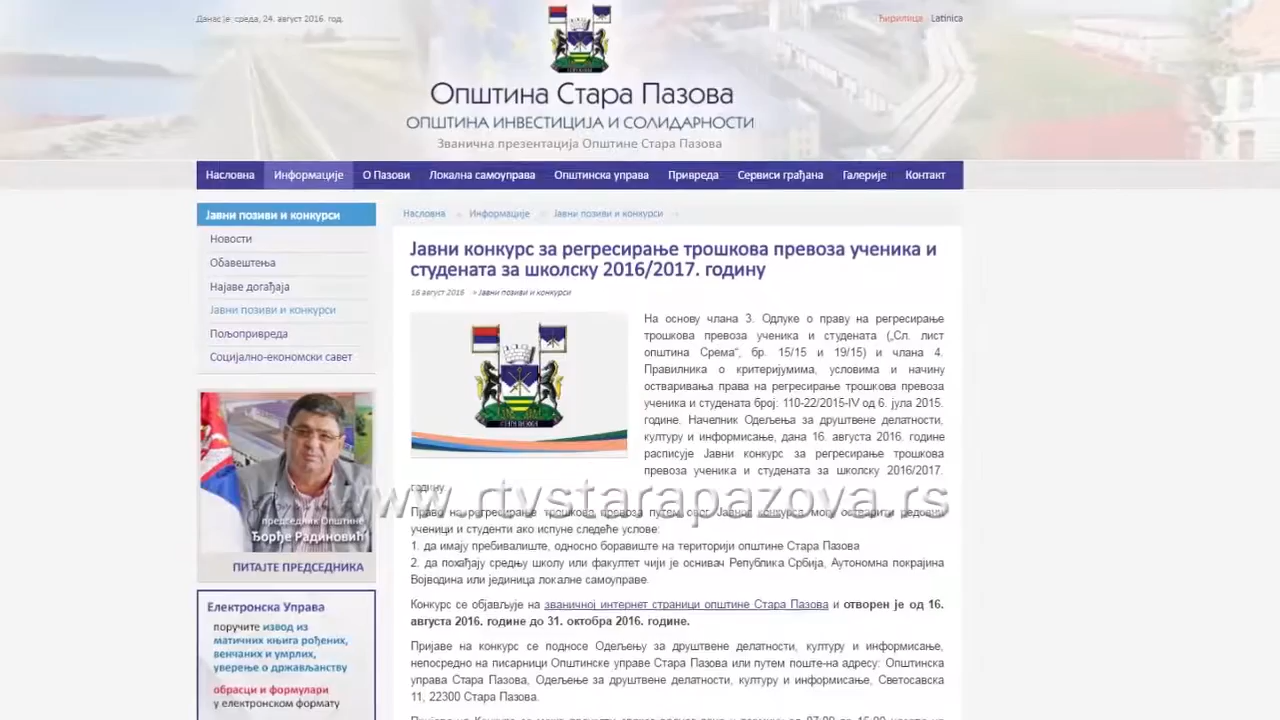 Данас је: среда, 24. август 2016. год.
Ћирилица Latinica
Општина Стара Пазова
ОПШТИНА ИНВЕСТИЦИЈА И СОЛИДАРНОСТИ
Званична презентација Општине Стара Пазова
Насловна Информације О Пазови Локална самоуправа Општинска управа Привреда Сервиси грађана Галерије Контакт
Јавни позиви и конкурси
Новости
Обавештења
Најаве догађаја
Јавни позиви и конкурси
Пољопривреда
Социјално-економски савет
председник Општине
Ђорђе Радиновић
ПИТАЈТЕ ПРЕДСЕДНИКА
Електронска Управа
поручите извод из
матичних књига рођених,
венчаних и умрлих,
уверење о држављанству
обрасци и формулари
у електронском формату
Насловна Информације Јавни позиви и конкурси
Јавни конкурс за регресирање трошкова превоза ученика и
студената за школску 2016/2017. годину
16 август 2016 > Јавни позиви и конкурси
На основу члана 3. Одлуке о праву на регресирање
трошкова превоза ученика и студената („Сл. лист
општина Срема“, бр. 15/15 и 19/15) и члана 4.
Правилника о критеријумима, условима и начину
остваривања права на регресирање трошкова превоза
ученика и студената број: 110-22/2015-IV од 6. јула 2015.
године. Начелник Одељења за друштвене делатности,
културу и информисање, дана 16. августа 2016. године
расписује Јавни конкурс за регресирање трошкова
превоза ученика и студената за школску 2016/2017.
годину
www.rtvstarapazova.rs
Право на регресирање трошкова превоза путем овог Јавног конкурса могу остварити редовни
ученици и студенти ако испуне следеће услове:
1. да имају пребивалиште, односно боравиште на територији општине Стара Пазова
2. да похађају средњу школу или факултет чији је оснивач Република Србија, Аутономна покрајина
Војводина или јединица локалне самоуправе.
Конкурс се објављује на званичној интернет страници општине Стара Пазова и отворен је од 16.
августа 2016. године до 31. октобра 2016. године.
Пријаве на конкурс се подносе Одељењу за друштвене делатности, културу и информисање,
непосредно на писарници Општинске управе Стара Пазова или путем поште-на адресу: Општинска
управа Стара Пазова, Одељење за друштвене делатности, културу и информисање, Светосавска
11, 22300 Стара Пазова.